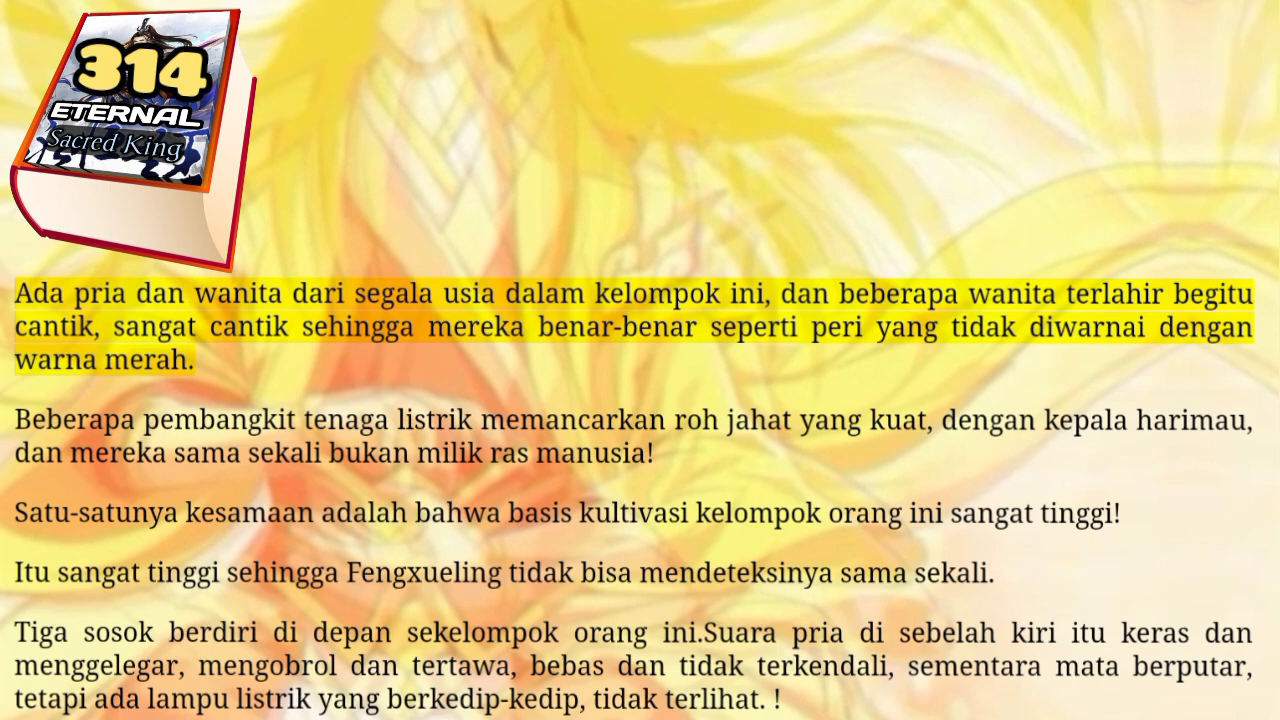 314
ETERNAL
Sacred King
Ada pria dan wanita dari segala usia dalam kelompok ini, dan beberapa wanita terlahir begitu
cantik, sangat cantik sehingga mereka benar-benar seperti peri yang tidak diwarnai dengan
warna merah.
Beberapa pembangkit tenaga listrik memancarkan roh jahat yang kuat, dengan kepala harimau,
dan mereka sama sekali bukan milik ras manusia!
Satu-satunya kesamaan adalah bahwa basis kultivasi kelompok orang ini sangat tinggi!
Itu sangat tinggi sehingga Fengxueling tidak bisa mendeteksinya sama sekali.
Tiga sosok berdiri di depan sekelompok orang ini.Suara pria di sebelah kiri itu keras dan
menggelegar, mengobrol dan tertawa, bebas dan tidak terkendali, sementara mata berputar,
tetapi ada lampu listrik yang berkedip-kedip, tidak terlihat. !